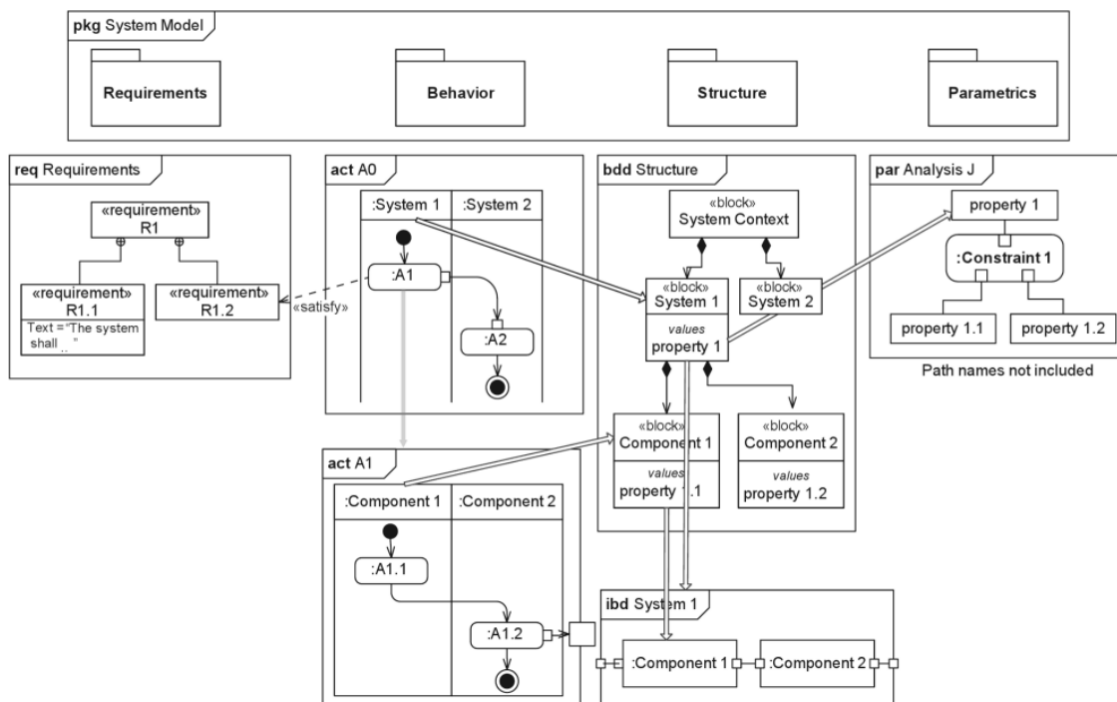 pkg System Model
Requirements
Behavior
Structure
Parametrics
req Requirements
«requirement»
R1
«requirement»
R1.1
Text = "The system
shall .. "
«requirement»
R1.2
«satisfy»
act A0
:System 1
:System 2
:A1
:A2
bdd Structure
«block»
System Context
«block»
System 1
values
property 1
«block»
System 2
«block»
Component 1
values
property 1.1
«block»
Component 2
values
property 1.2
par Analysis J
property 1
:Constraint 1
property 1.1
property 1.2
Path names not included
act A1
:Component 1
:Component 2
:A1.1
:A1.2
ibd System 1
:Component 1
:Component 2